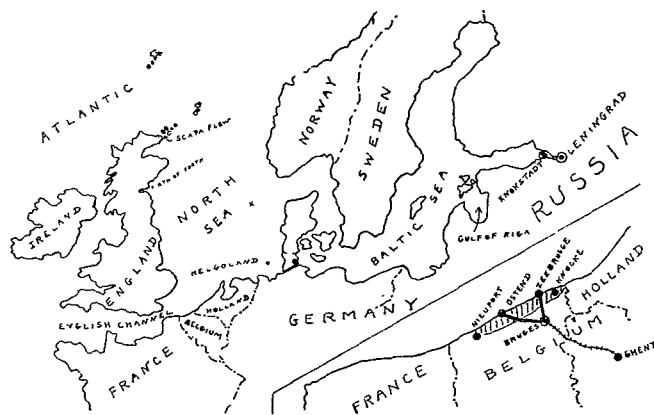 ATLANTIC
SCAPA FLOW
FIRTH OF FORTH
NORTH
SEA
IRELAND
ENGLAND
ENGLISH CHANNEL
FRANCE
HELGOLAND
HOLLAND
BELGIUM
GERMANY
NORWAY
SWEDEN
BALTIC SEA
GULF OF RIGA
KRONSTADT
LENINGRAD
RUSSIA
NIEUPORT
OSTEND
ZEEBRUGGE
KNOCKE
HOLLAND
BRUGES
BELGIUM
GHENT
FRANCE